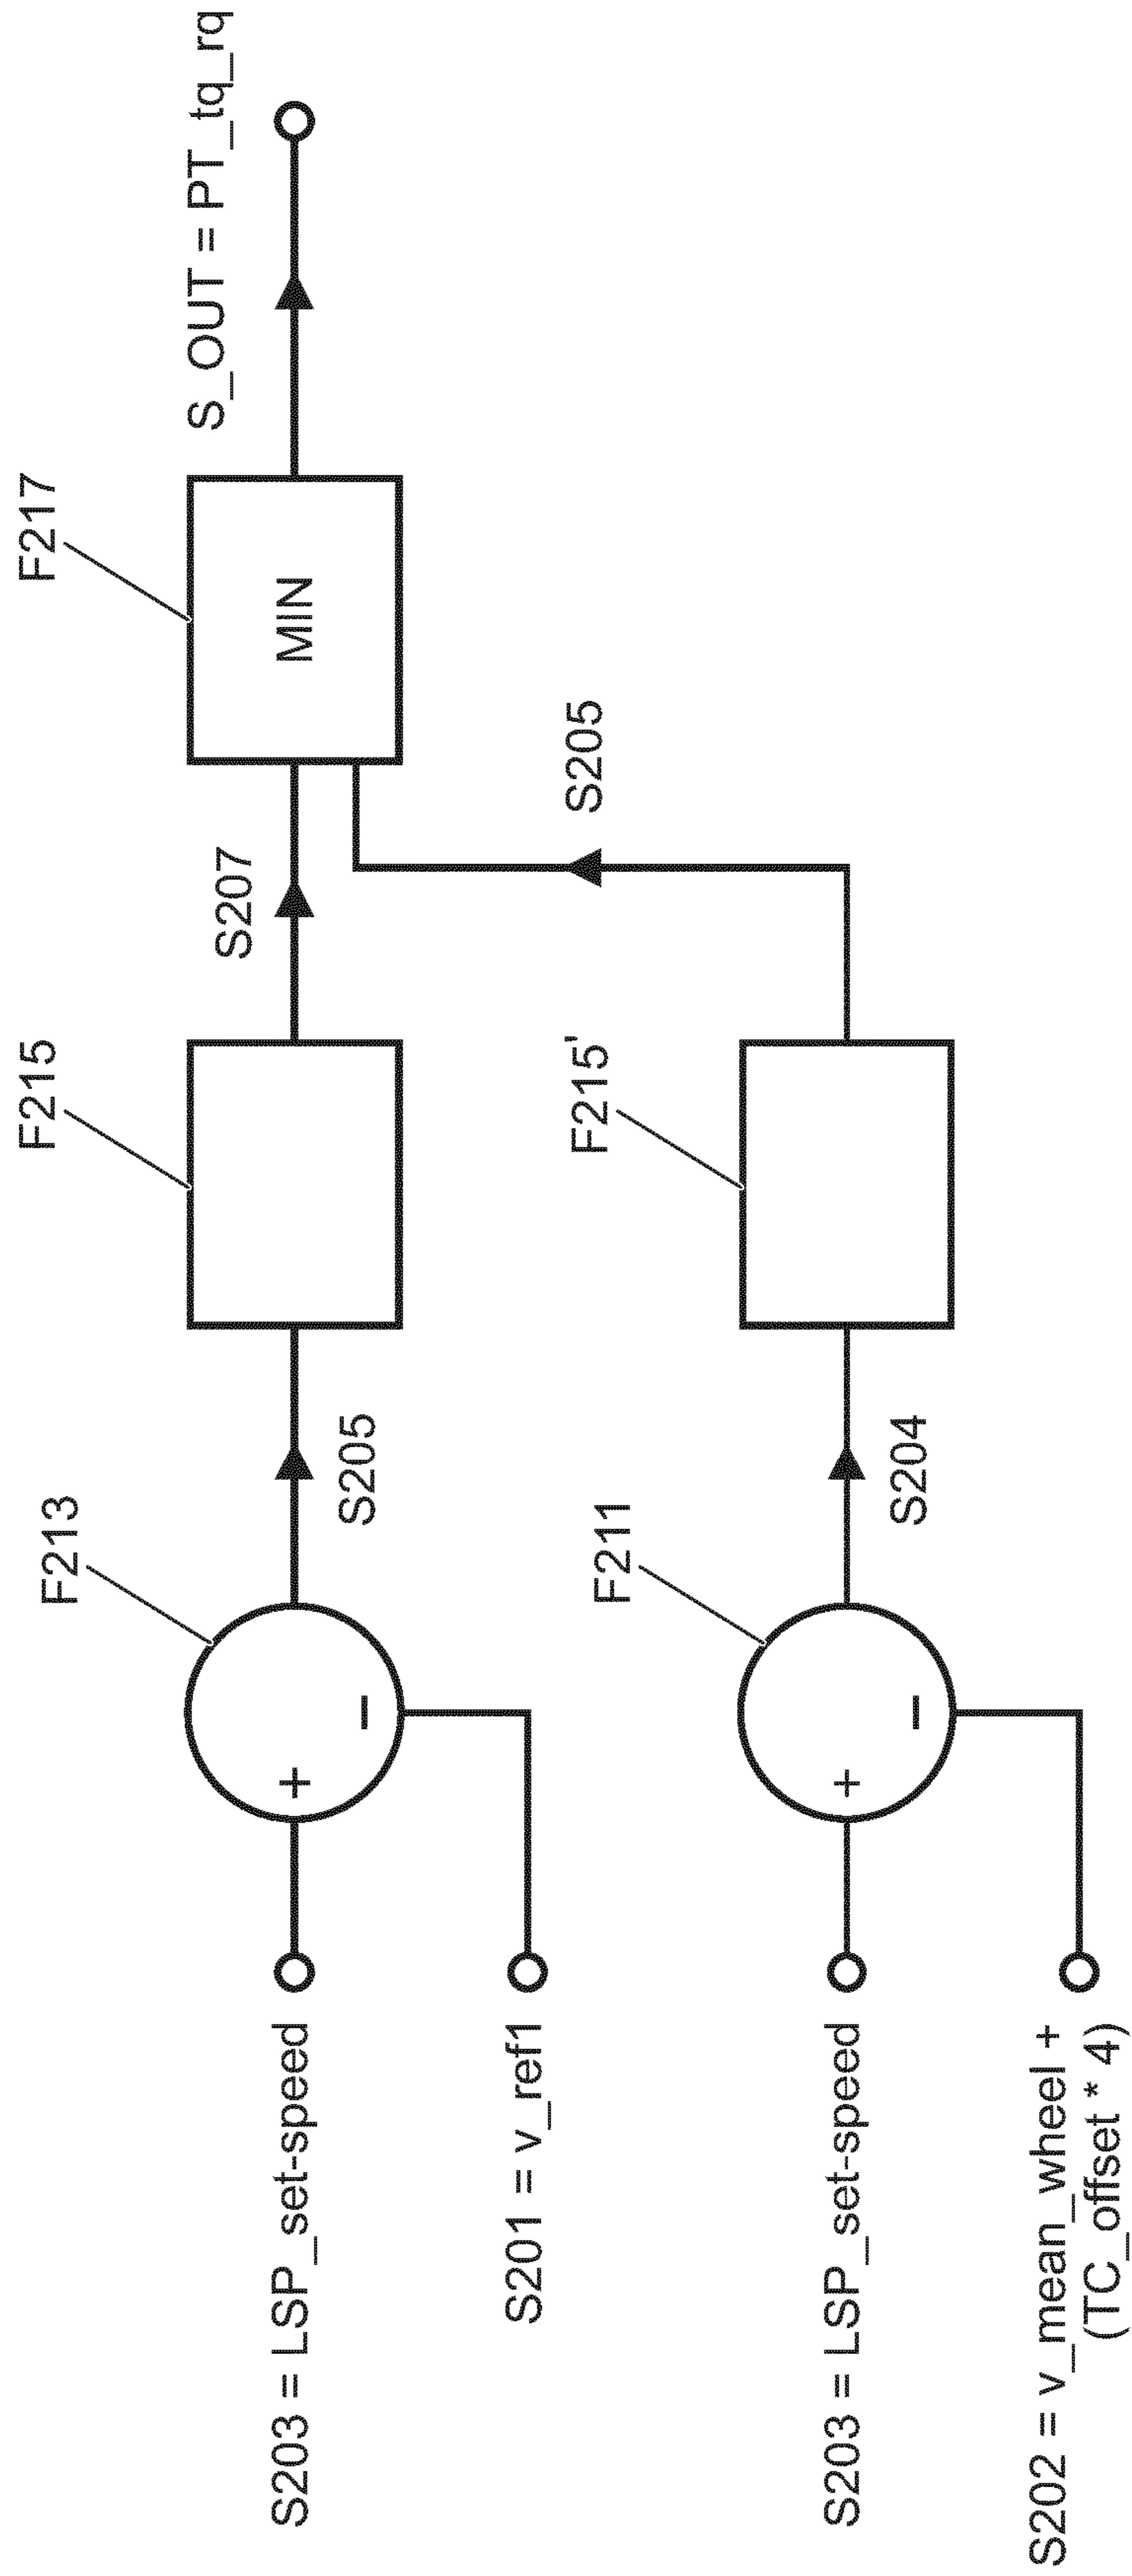 F213
F215
F217
S203 = LSP_set-speed
+
−
S205
S207
MIN
S_OUT = PT_tq_rq
S201 = v_ref1
F211
F215'
S205
S203 = LSP_set-speed
+
−
S204
S202 = v_mean_wheel +
(TC_offset * 4)